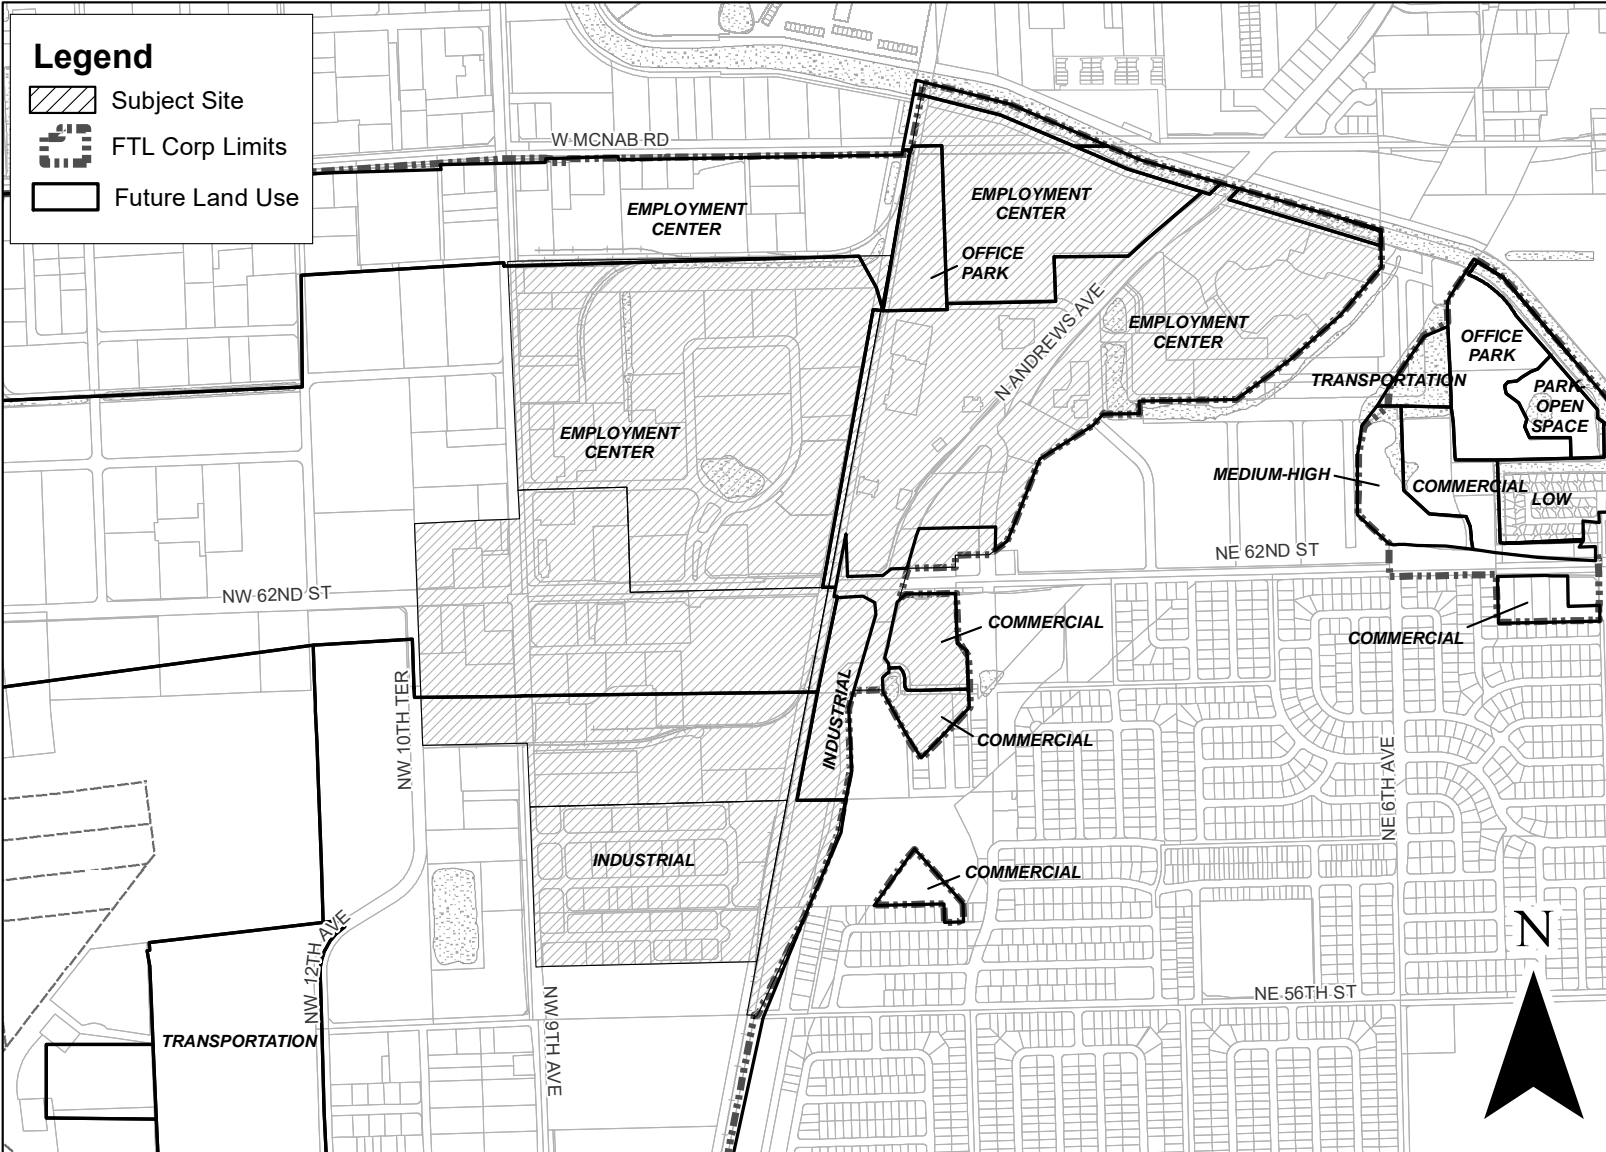 Legend
Subject Site
FTL Corp Limits
Future Land Use
W MCNAB RD
EMPLOYMENT
CENTER
EMPLOYMENT
CENTER
OFFICE
PARK
N ANDREWS AVE
EMPLOYMENT
CENTER
OFFICE
PARK
TRANSPORTATION
PARK-
OPEN
SPACE
EMPLOYMENT
CENTER
MEDIUM-HIGH
COMMERCIAL
LOW
NE 62ND ST
NW 62ND ST
COMMERCIAL
COMMERCIAL
NW 10TH TER
INDUSTRIAL
COMMERCIAL
NE 6TH AVE
INDUSTRIAL
COMMERCIAL
N
NW 12TH AVE
NE 56TH ST
NW 9TH AVE
TRANSPORTATION